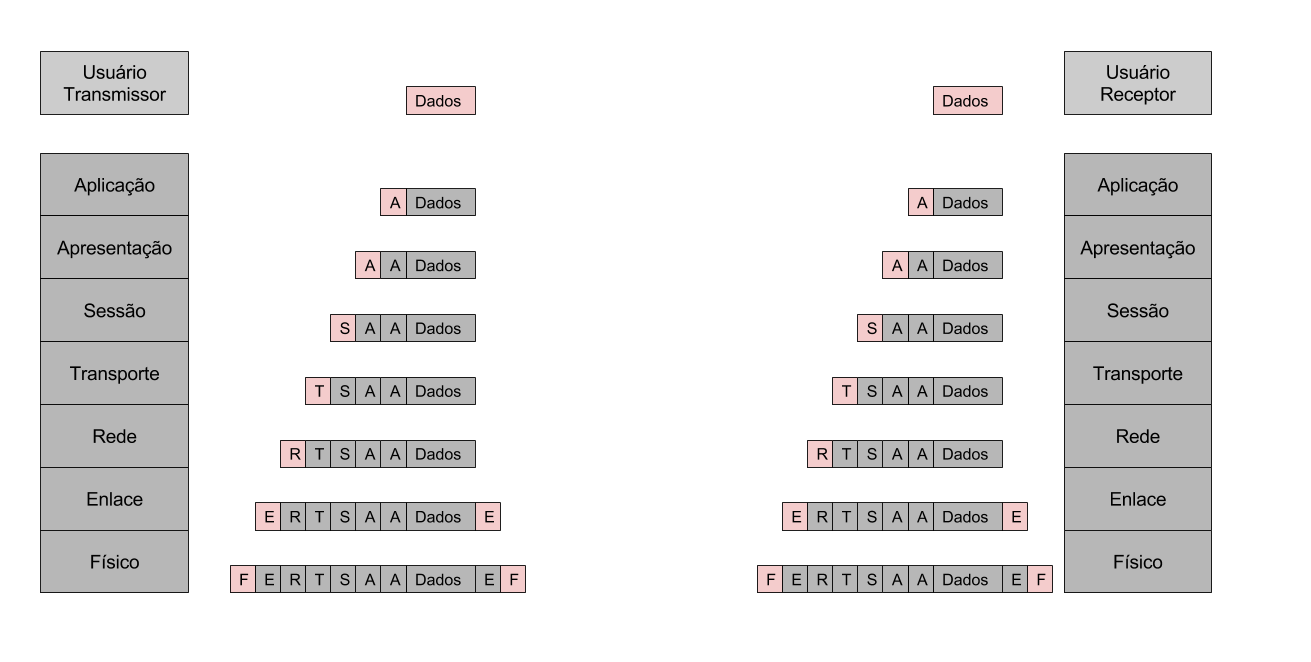 Usuário
Transmissor
Dados
Dados
Usuário
Receptor
Aplicação
A Dados
A Dados
Aplicação
Apresentação
A A Dados
A A Dados
Apresentação
Sessão
S A A Dados
S A A Dados
Sessão
Transporte
T S A A Dados
T S A A Dados
Transporte
Rede
R T S A A Dados
R T S A A Dados
Rede
Enlace
E R T S A A Dados E
E R T S A A Dados E
Enlace
Físico
F E R T S A A Dados E F
F E R T S A A Dados E F
Físico